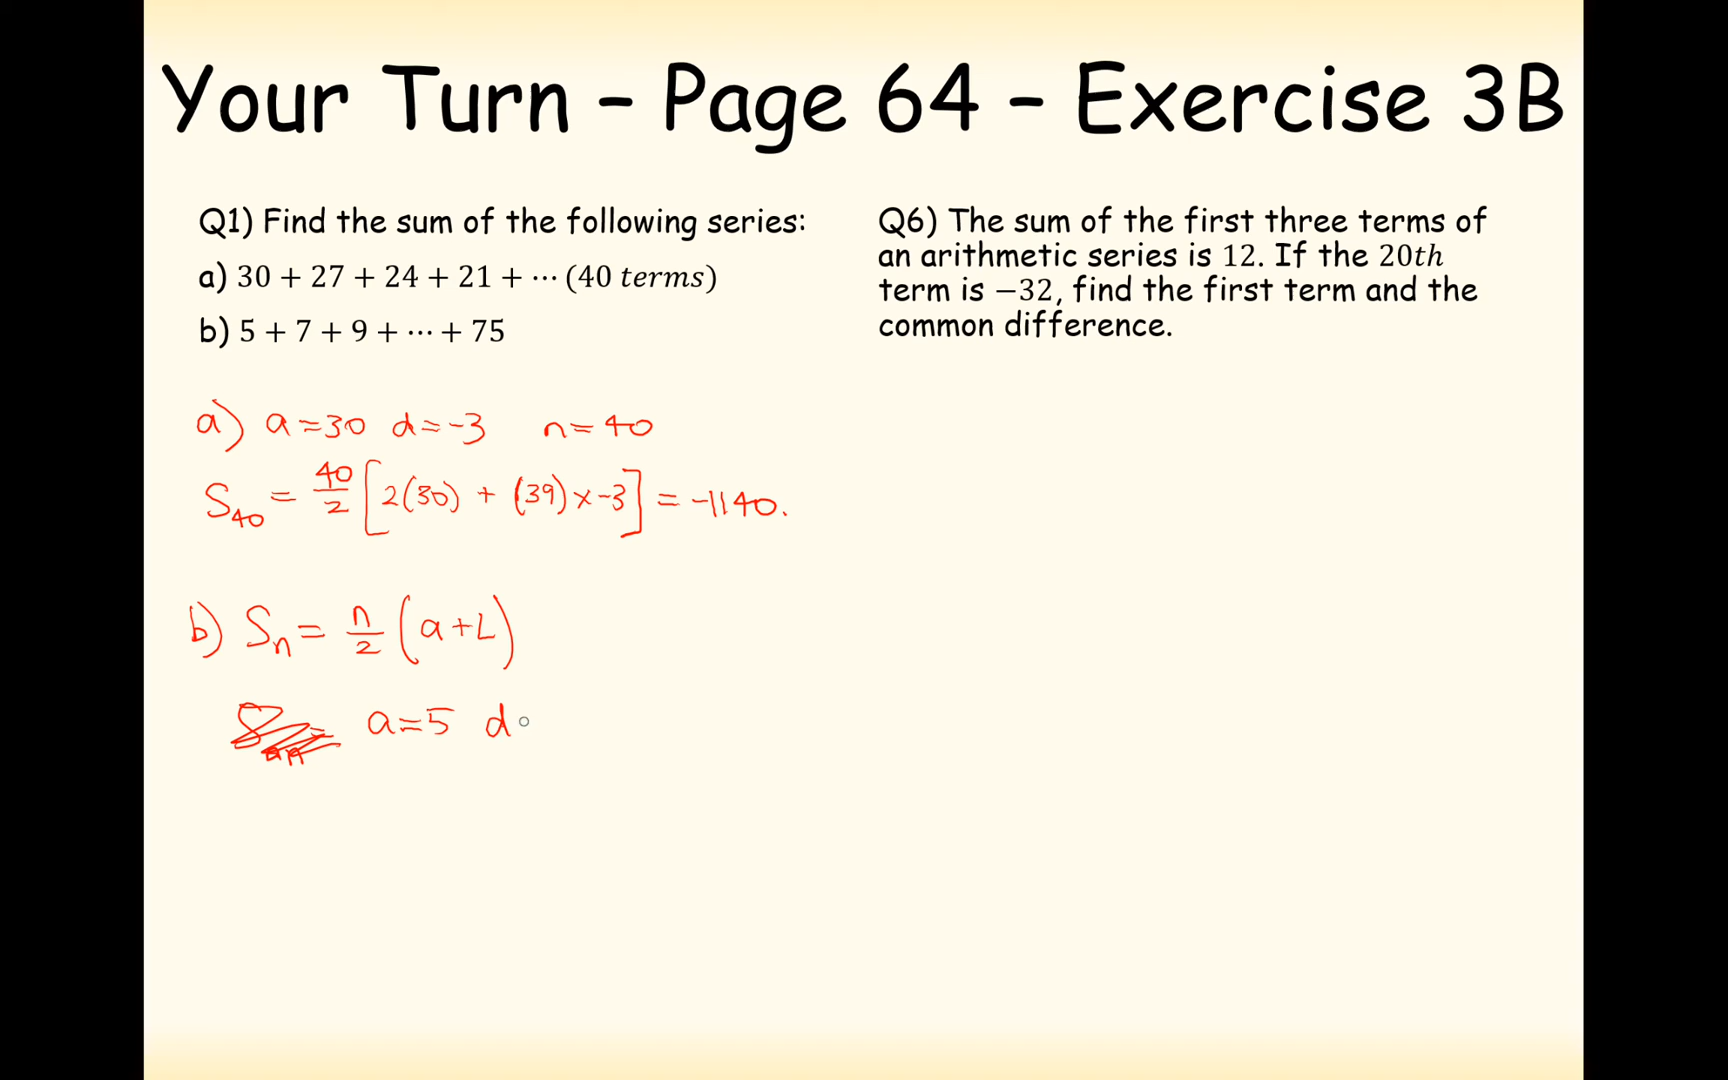 Your Turn – Page 64 – Exercise 3B
Q1) Find the sum of the following series:
a) 30 + 27 + 24 + 21 + ⋯ (40 terms)
b) 5 + 7 + 9 + ⋯ + 75
a) a=30 d=-3 n=40
S₄₀ = 40/2 [2(30) + (39)×-3] = -1140.
b) Sₙ = n/2 (a+L)
a=5 d
Q6) The sum of the first three terms of
an arithmetic series is 12. If the 20th
term is −32, find the first term and the
common difference.